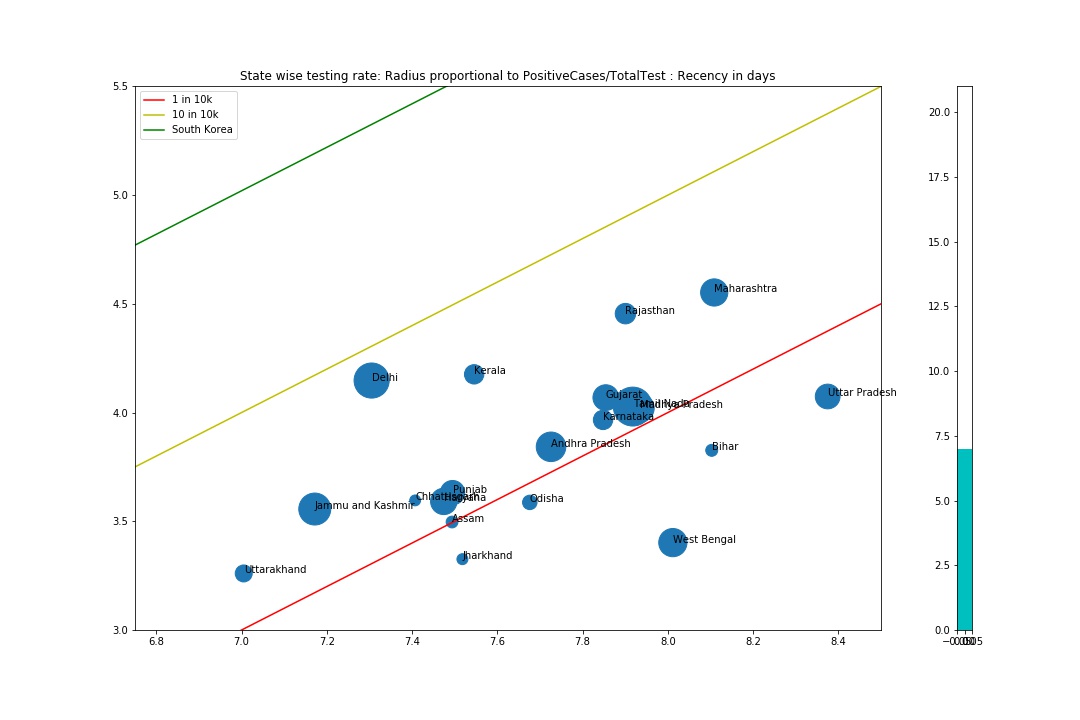 State wise testing rate: Radius proportional to PositiveCases/TotalTest : Recency in days
1 in 10k
10 in 10k
South Korea
5.5
5.0
4.5
4.0
3.5
3.0
Maharashtra
Rajasthan
Delhi
Kerala
Gujarat
Uttar Pradesh
Tamil Nadu
Madhya Pradesh
Karnataka
Andhra Pradesh
Bihar
Punjab
Haryana
Jammu and Kashmir
Odisha
Assam
West Bengal
Jharkhand
Uttarakhand
6.8 7.0 7.2 7.4 7.6 7.8 8.0 8.2 8.4
20.0
17.5
15.0
12.5
10.0
7.5
5.0
2.5
0.0